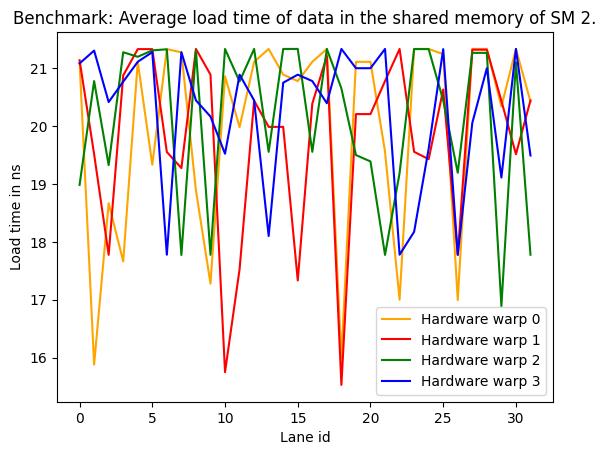 Benchmark: Average load time of data in the shared memory of SM 2.
Load time in ns
21
20
19
18
17
16
0
5
10
15
20
25
30
Lane id
Hardware warp 0
Hardware warp 1
Hardware warp 2
Hardware warp 3